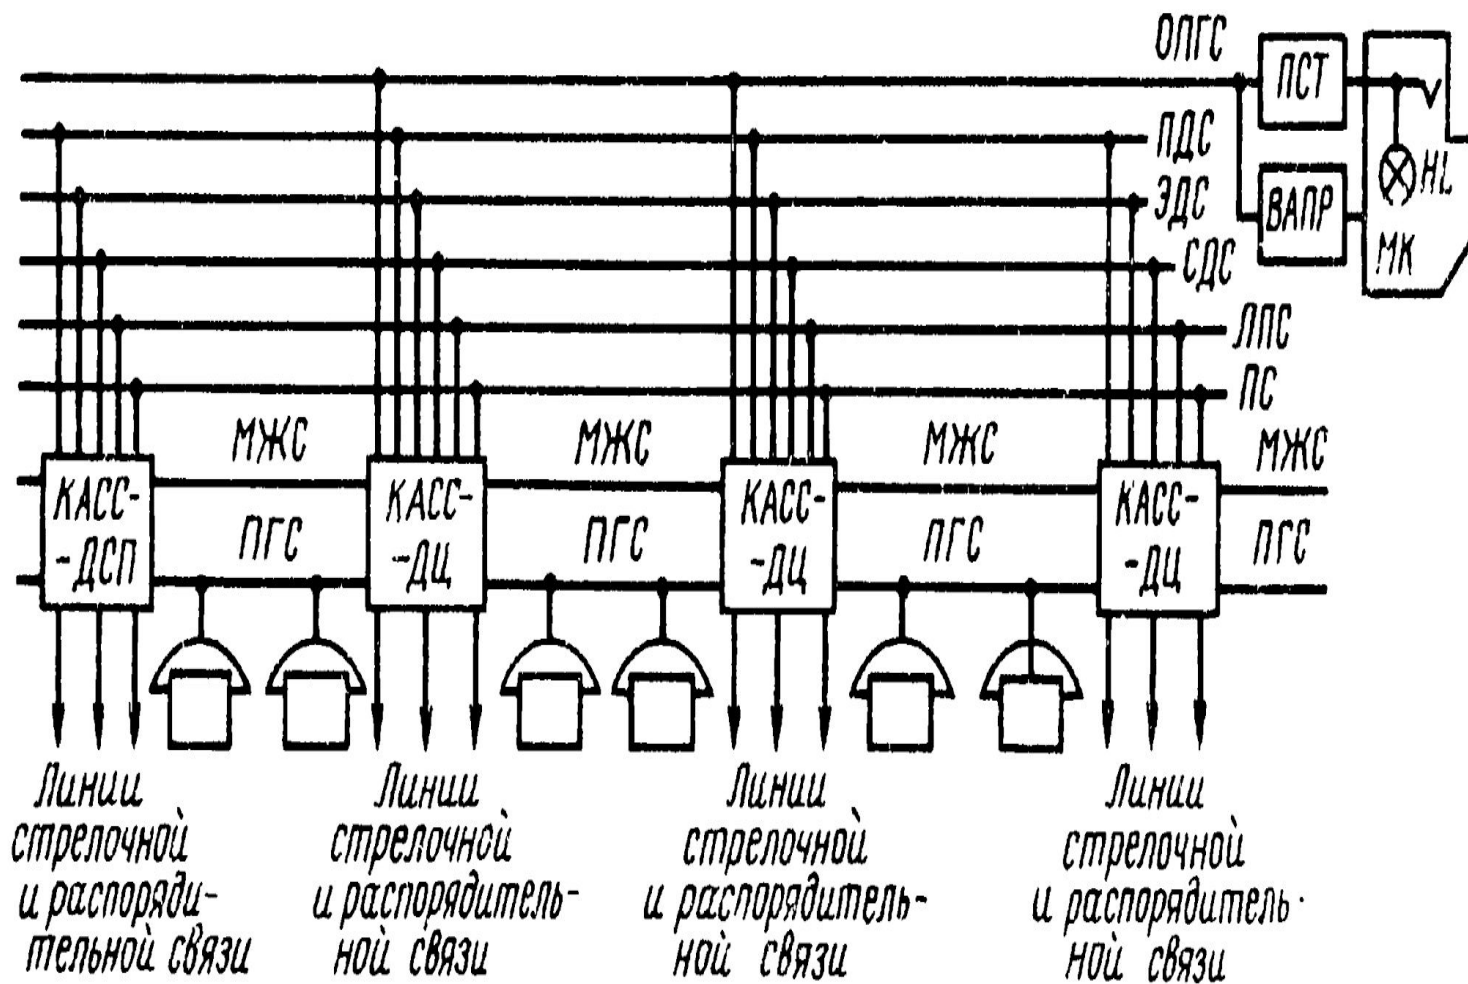 ОПГС
ПСТ
ПДС
HL
ЭДС
ВАПР
МК
СДС
ЛПС
ПС
МЖС
МЖС
МЖС
МЖС
КАСС-
-ДСП
КАСС-
-ДЦ
КАСС-
-ДЦ
КАСС-
-ДЦ
ПГС
ПГС
ПГС
ПГС
Линии
стрелочной
и распоряди-
тельной связи
Линии
стрелочной
и распорядитель-
ной связи
Линии
стрелочной
и распорядитель-
ной связи
Линии
стрелочной
и распорядитель-
ной связи